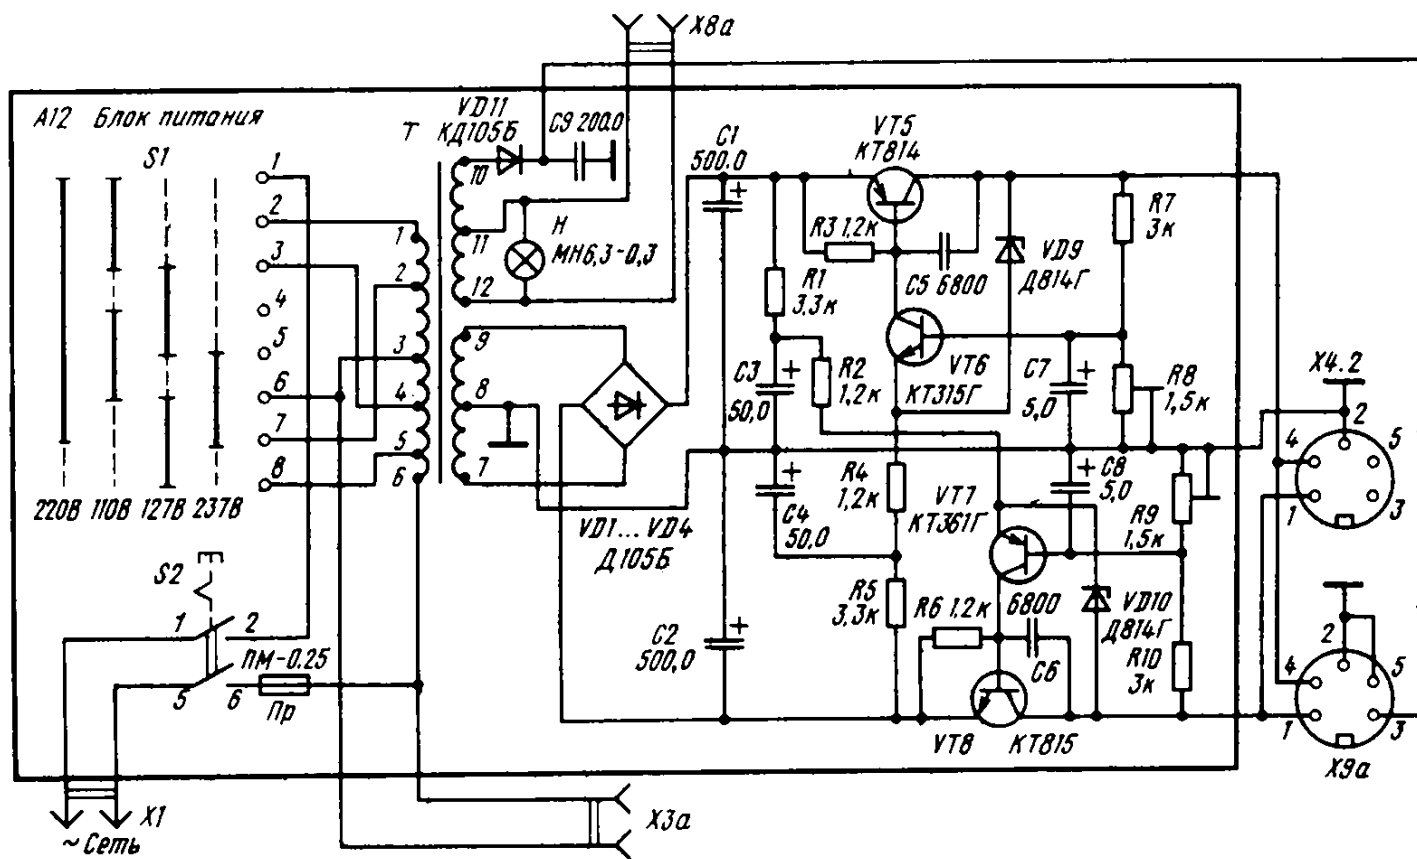 X8a
A12 Блок питания
S1
1
2
3
4
5
6
7
8
220В 110В 127В 237В
T
VD11
КД105Б
C9 200.0
10
11
12
H
МН6,3-0,3
1
2
3
4
5
6
9
8
7
VD1...VD4
Д105Б
C1
500,0
+
C2
500,0
+
R1
3,3к
C3
50,0
+
C4
50,0
+
R2
1,2к
R3 1,2к
VT5
КТ814
C5 6800
VT6
КТ315Г
VD9
Д814Г
R4
1,2к
R5
3,3к
R6 1,2к
VT7
КТ361Г
6800
C6
VT8
КТ815
C7
5,0
+
C8
5,0
+
VD10
Д814Г
R7
3к
R8
1,5к
R9
1,5к
R10
3к
X4.2
2
4
5
1
3
2
4
5
1
3
X9a
S2
1
2
5
6
ПМ-0.25
Пр
X1
~ Сеть
X3a